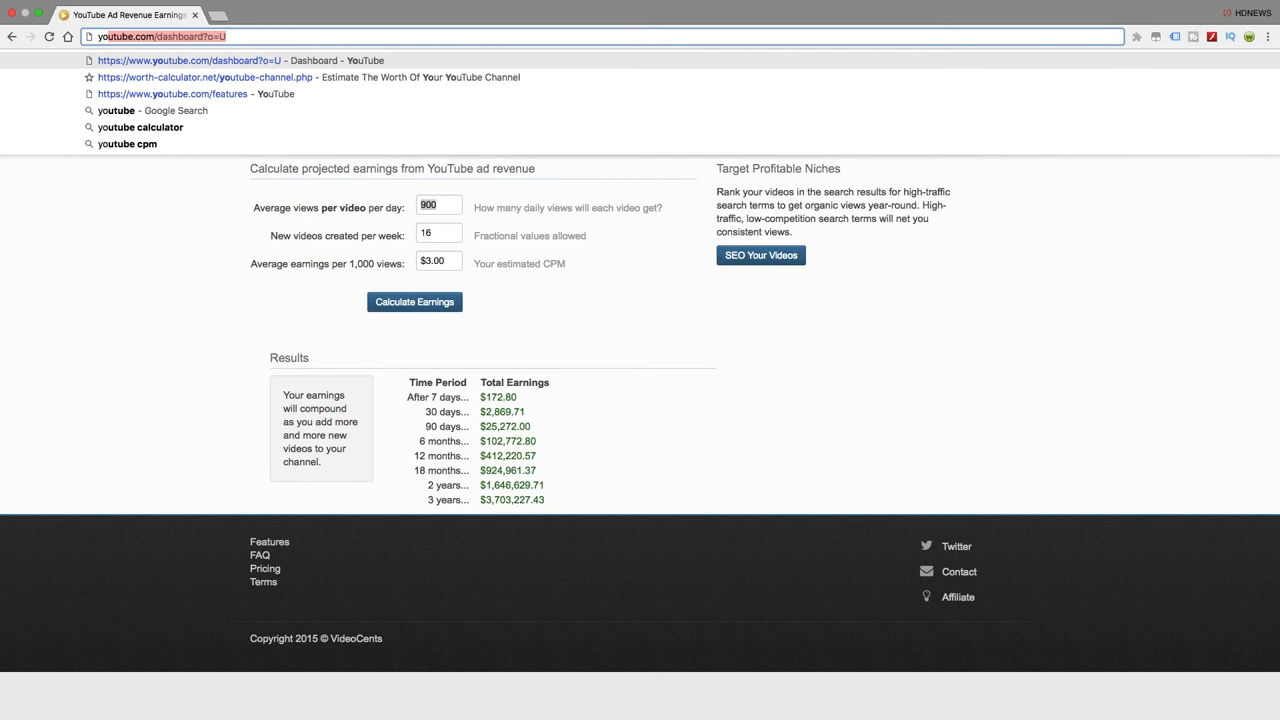 YouTube Ad Revenue Earnings
HDNEWS
youtube.com/dashboard?o=U
https://www.youtube.com/dashboard?o=U - Dashboard - YouTube
https://worth-calculator.net/youtube-channel.php - Estimate The Worth Of Your YouTube Channel
https://www.youtube.com/features - YouTube
youtube - Google Search
youtube calculator
youtube cpm
Calculate projected earnings from YouTube ad revenue
Average views per video per day: 900 How many daily views will each video get?
New videos created per week: 16 Fractional values allowed
Average earnings per 1,000 views: $3.00 Your estimated CPM
Calculate Earnings
Target Profitable Niches
Rank your videos in the search results for high-traffic
search terms to get organic views year-round. High-
traffic, low-competition search terms will net you
consistent views.
SEO Your Videos
Results
Your earnings
will compound
as you add more
and more new
videos to your
channel.
Time Period Total Earnings
After 7 days... $172.80
30 days... $2,869.71
90 days... $25,272.00
6 months... $102,772.80
12 months... $412,220.57
18 months... $924,961.37
2 years... $1,646,629.71
3 years... $3,703,227.43
Features
FAQ
Pricing
Terms
Twitter
Contact
Affiliate
Copyright 2015 © VideoCents